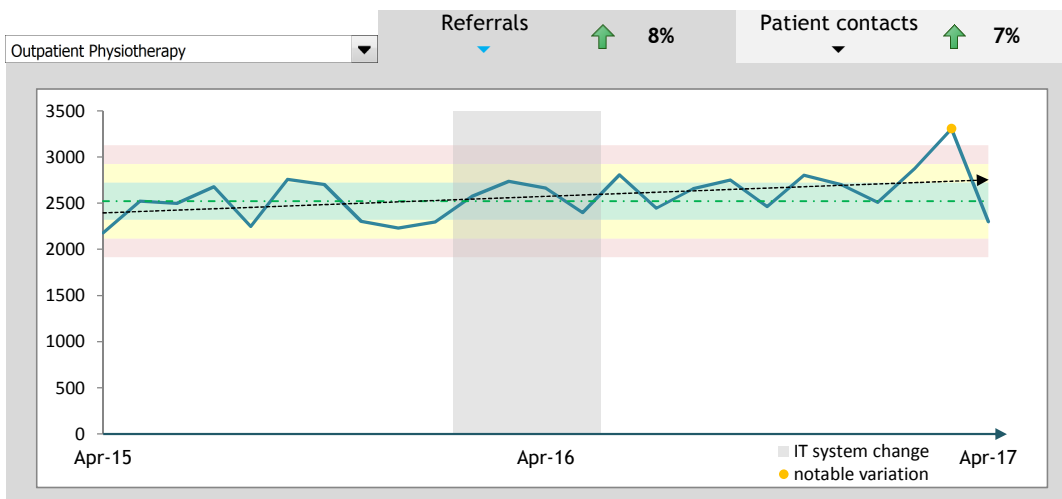 Referrals 8% Patient contacts 7%
Outpatient Physiotherapy
3500
3000
2500
2000
1500
1000
500
0
Apr-15 Apr-16 Apr-17
IT system change
notable variation